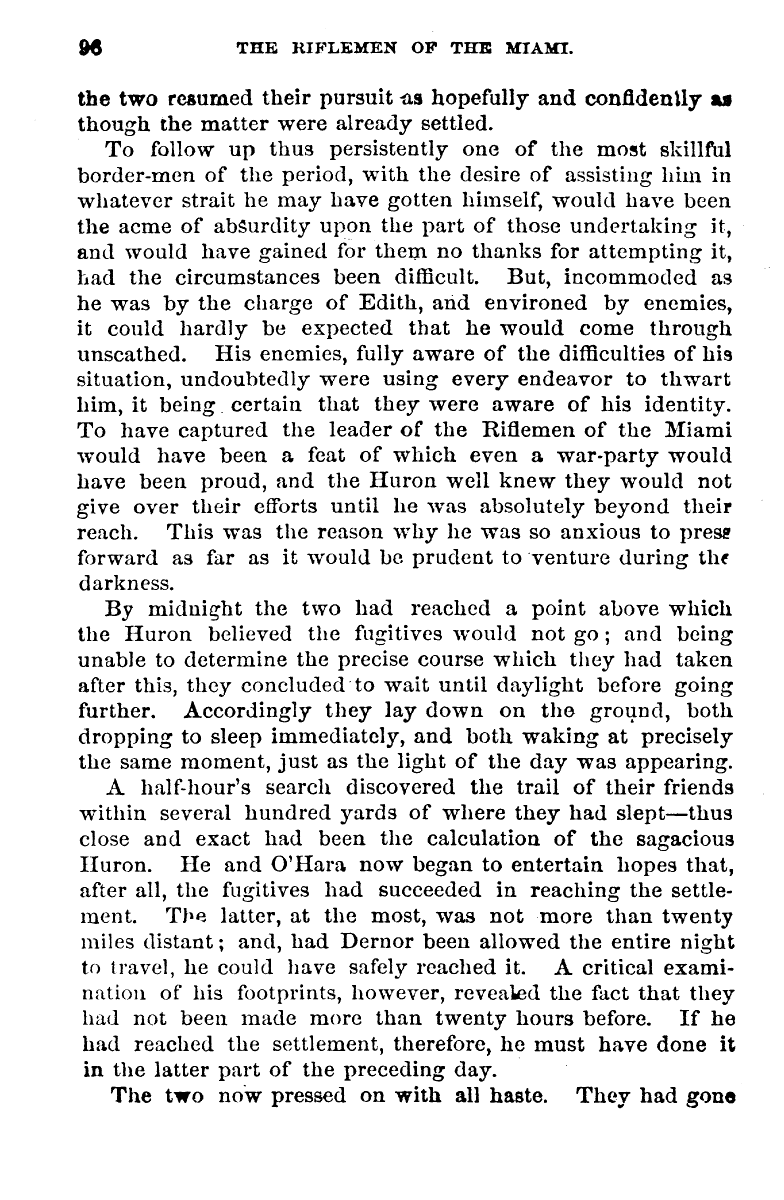 96 THE RIFLEMEN OF THE MIAMI.
the two resumed their pursuit as hopefully and confidently as
though the matter were already settled.
To follow up thus persistently one of the most skillful
border-men of the period, with the desire of assisting him in
whatever strait he may have gotten himself, would have been
the acme of absurdity upon the part of those undertaking it,
and would have gained for them no thanks for attempting it,
had the circumstances been difficult. But, incommoded as
he was by the charge of Edith, and environed by enemies,
it could hardly be expected that he would come through
unscathed. His enemies, fully aware of the difficulties of his
situation, undoubtedly were using every endeavor to thwart
him, it being certain that they were aware of his identity.
To have captured the leader of the Riflemen of the Miami
would have been a feat of which even a war-party would
have been proud, and the Huron well knew they would not
give over their efforts until he was absolutely beyond their
reach. This was the reason why he was so anxious to press
forward as far as it would be prudent to venture during the
darkness.
By midnight the two had reached a point above which
the Huron believed the fugitives would not go; and being
unable to determine the precise course which they had taken
after this, they concluded to wait until daylight before going
further. Accordingly they lay down on the ground, both
dropping to sleep immediately, and both waking at precisely
the same moment, just as the light of the day was appearing.
A half-hour's search discovered the trail of their friends
within several hundred yards of where they had slept—thus
close and exact had been the calculation of the sagacious
Huron. He and O'Hara now began to entertain hopes that,
after all, the fugitives had succeeded in reaching the settle-
ment. The latter, at the most, was not more than twenty
miles distant; and, had Dernor been allowed the entire night
to travel, he could have safely reached it. A critical exami-
nation of his footprints, however, revealed the fact that they
had not been made more than twenty hours before. If he
had reached the settlement, therefore, he must have done it
in the latter part of the preceding day.
The two now pressed on with all haste. They had gone